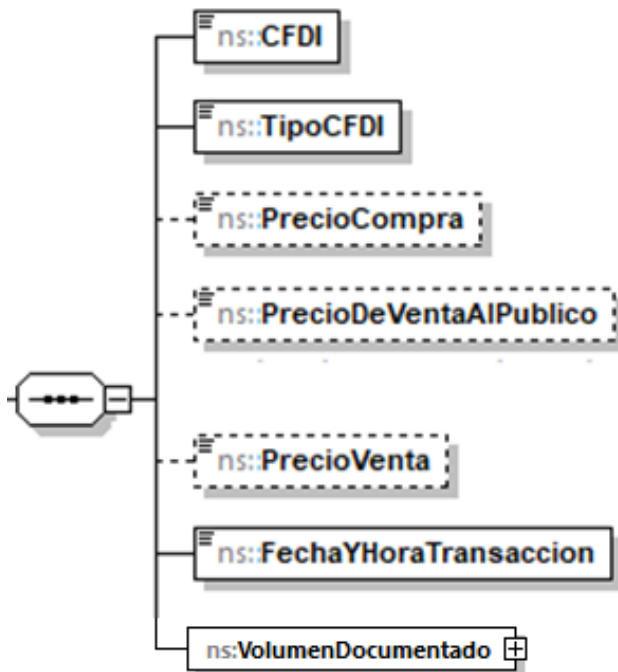 ns::CFDI
ns::TipoCFDI
ns::PrecioCompra
ns::PrecioDeVentaAlPublico
ns::PrecioVenta
ns::FechaYHoraTransaccion
ns:VolumenDocumentado